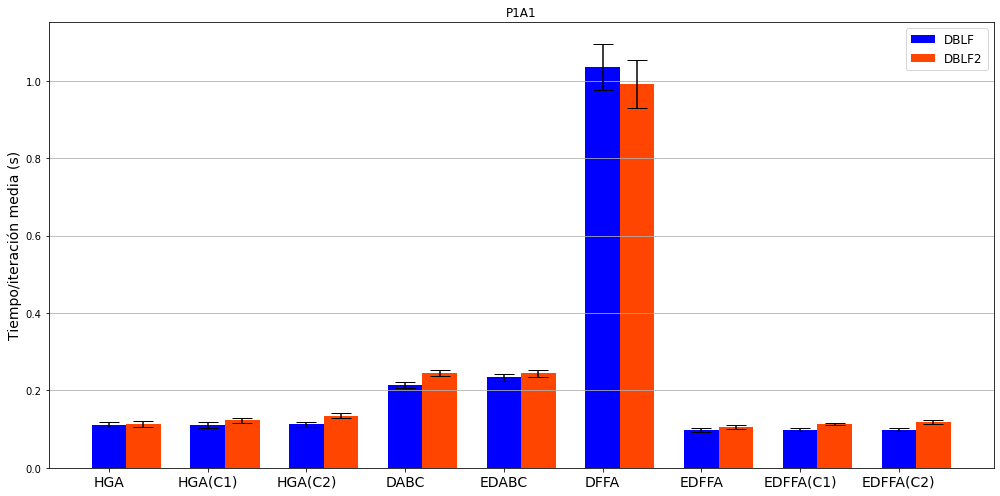 P1A1
DBLF
DBLF2
Tiempo/iteración media (s)
1.0
0.8
0.6
0.4
0.2
0.0
HGA HGA(C1) HGA(C2) DABC EDABC DFFA EDFFA EDFFA(C1) EDFFA(C2)